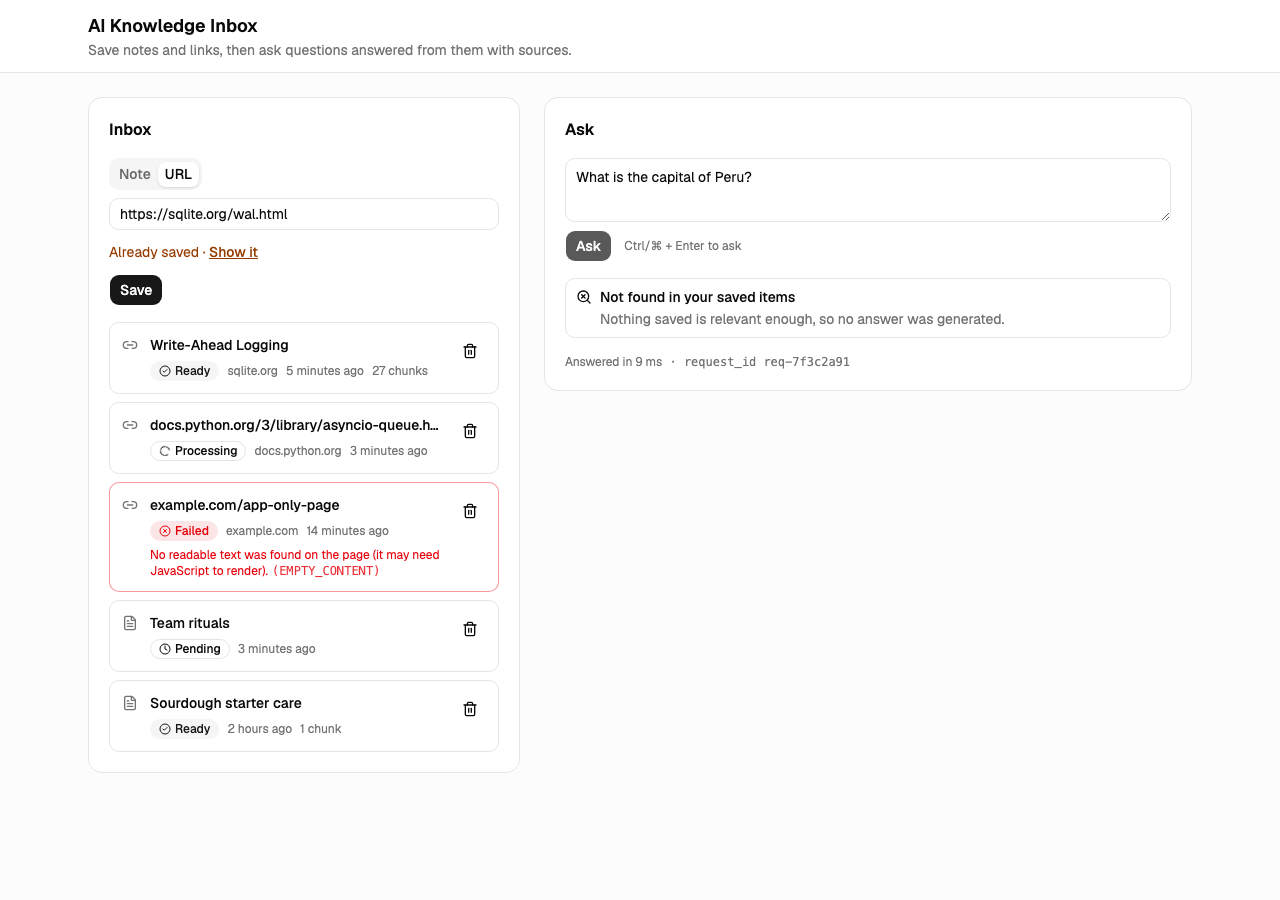 AI Knowledge Inbox
Save notes and links, then ask questions answered from them with sources.
Inbox
Note URL
https://sqlite.org/wal.html
Already saved · Show it
Save
Write-Ahead Logging
Ready sqlite.org 5 minutes ago 27 chunks
docs.python.org/3/library/asyncio-queue.h…
Processing docs.python.org 3 minutes ago
example.com/app-only-page
Failed example.com 14 minutes ago
No readable text was found on the page (it may need
JavaScript to render). (EMPTY_CONTENT)
Team rituals
Pending 3 minutes ago
Sourdough starter care
Ready 2 hours ago 1 chunk
Ask
What is the capital of Peru?
Ask Ctrl/⌘ + Enter to ask
Not found in your saved items
Nothing saved is relevant enough, so no answer was generated.
Answered in 9 ms · request_id req-7f3c2a91